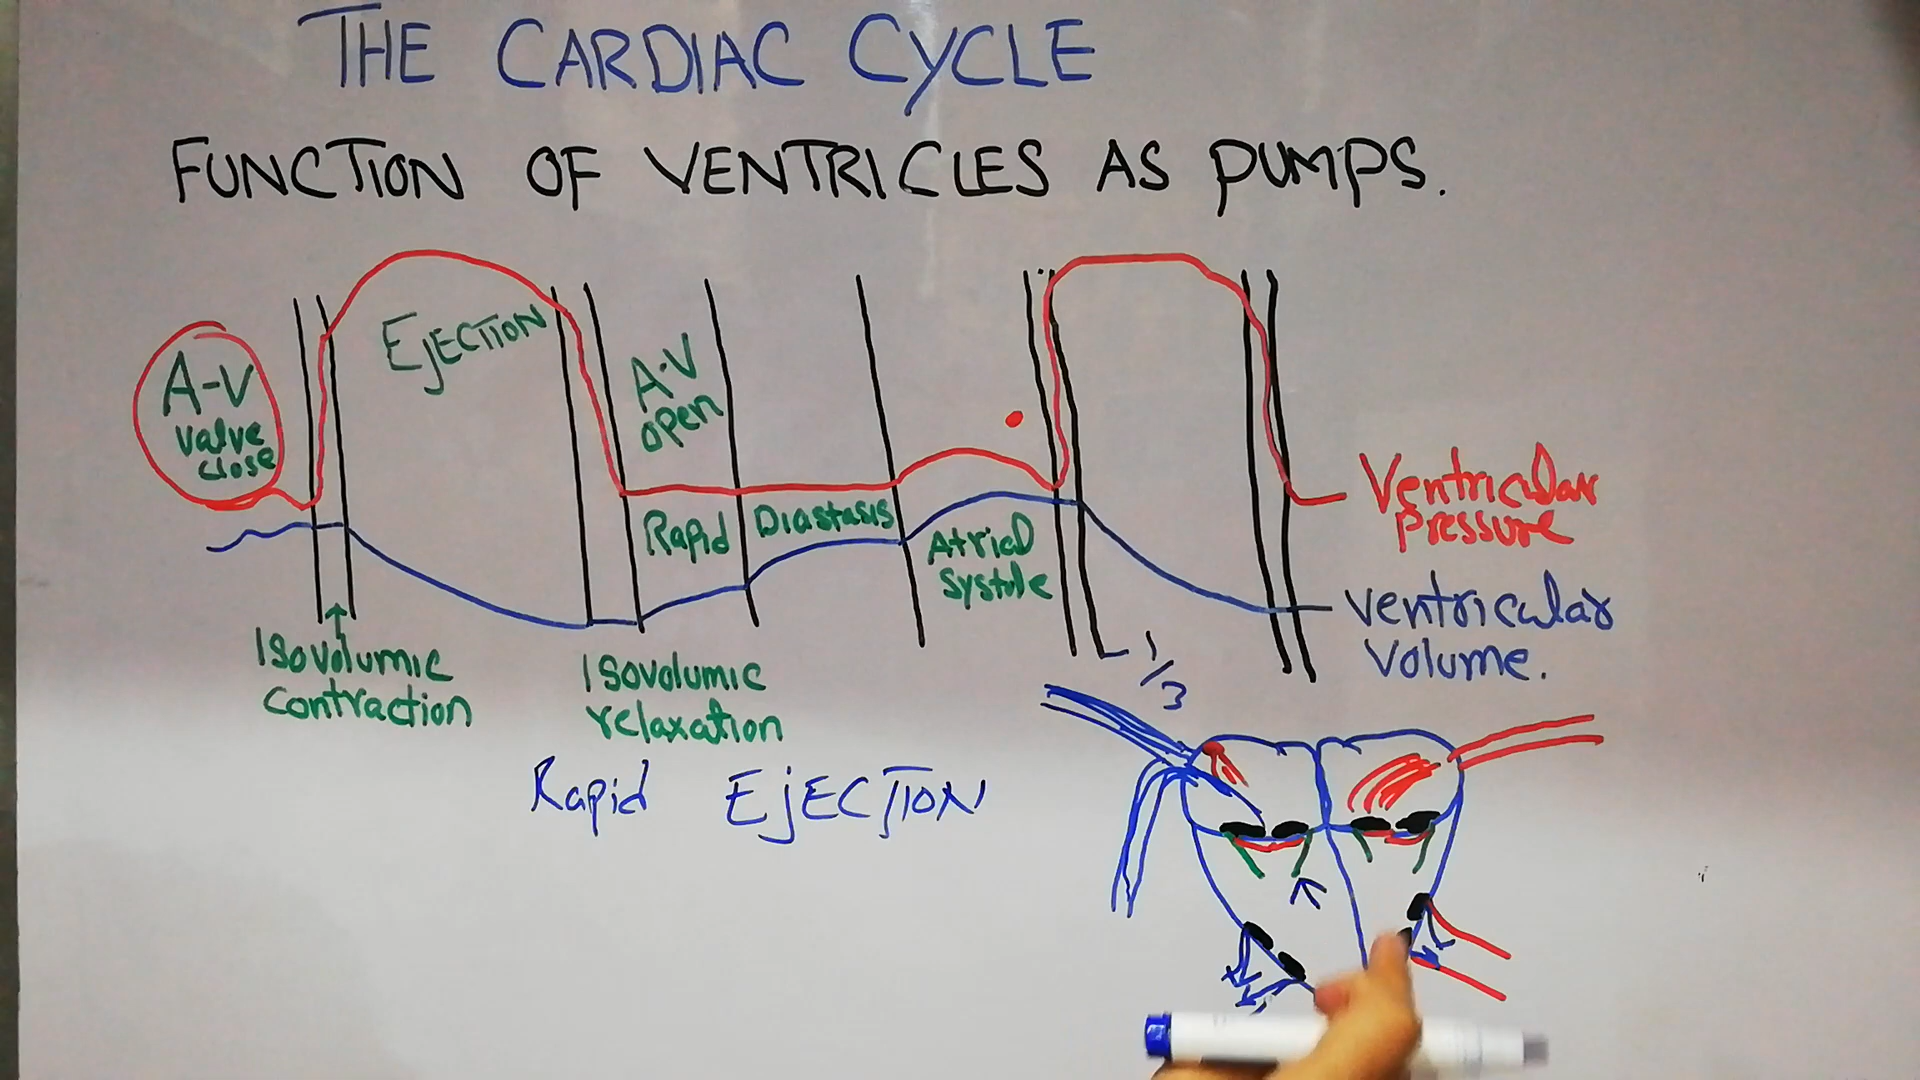 THE CARDIAC CYCLE
FUNCTION OF VENTRICLES AS PUMPS.
A-V
valve
close
EJECTION
A-V
open
Rapid
Diastasis
Atrial
systole
Ventricular
pressure
ventricular
volume.
Isovolumic
contraction
Isovolumic
relaxation
1/3
Rapid EJECTION